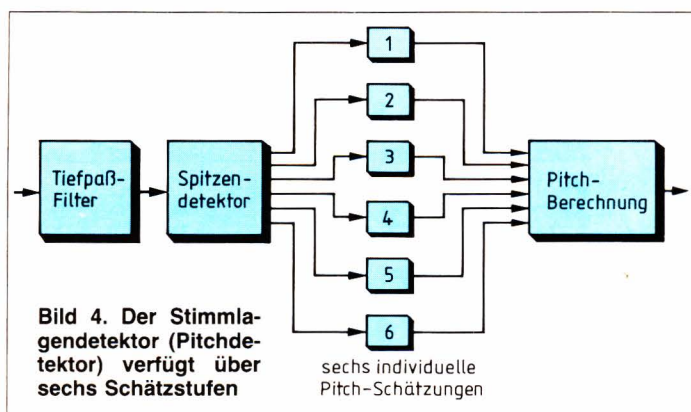 1
2
Tiefpaß-
Filter
Spitzen-
detektor
3
4
Pitch-
Berechnung
5
6
Bild 4. Der Stimmla-
gendetektor (Pitchde-
tektor) verfügt über
sechs Schätzstufen
sechs individuelle
Pitch-Schätzungen